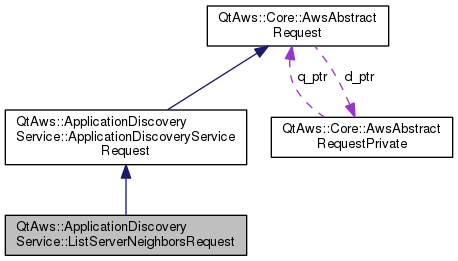 QtAws::Core::AwsAbstract
Request
q_ptr
d_ptr
QtAws::ApplicationDiscovery
Service::ApplicationDiscoveryService
Request
QtAws::Core::AwsAbstract
RequestPrivate
QtAws::ApplicationDiscovery
Service::ListServerNeighborsRequest